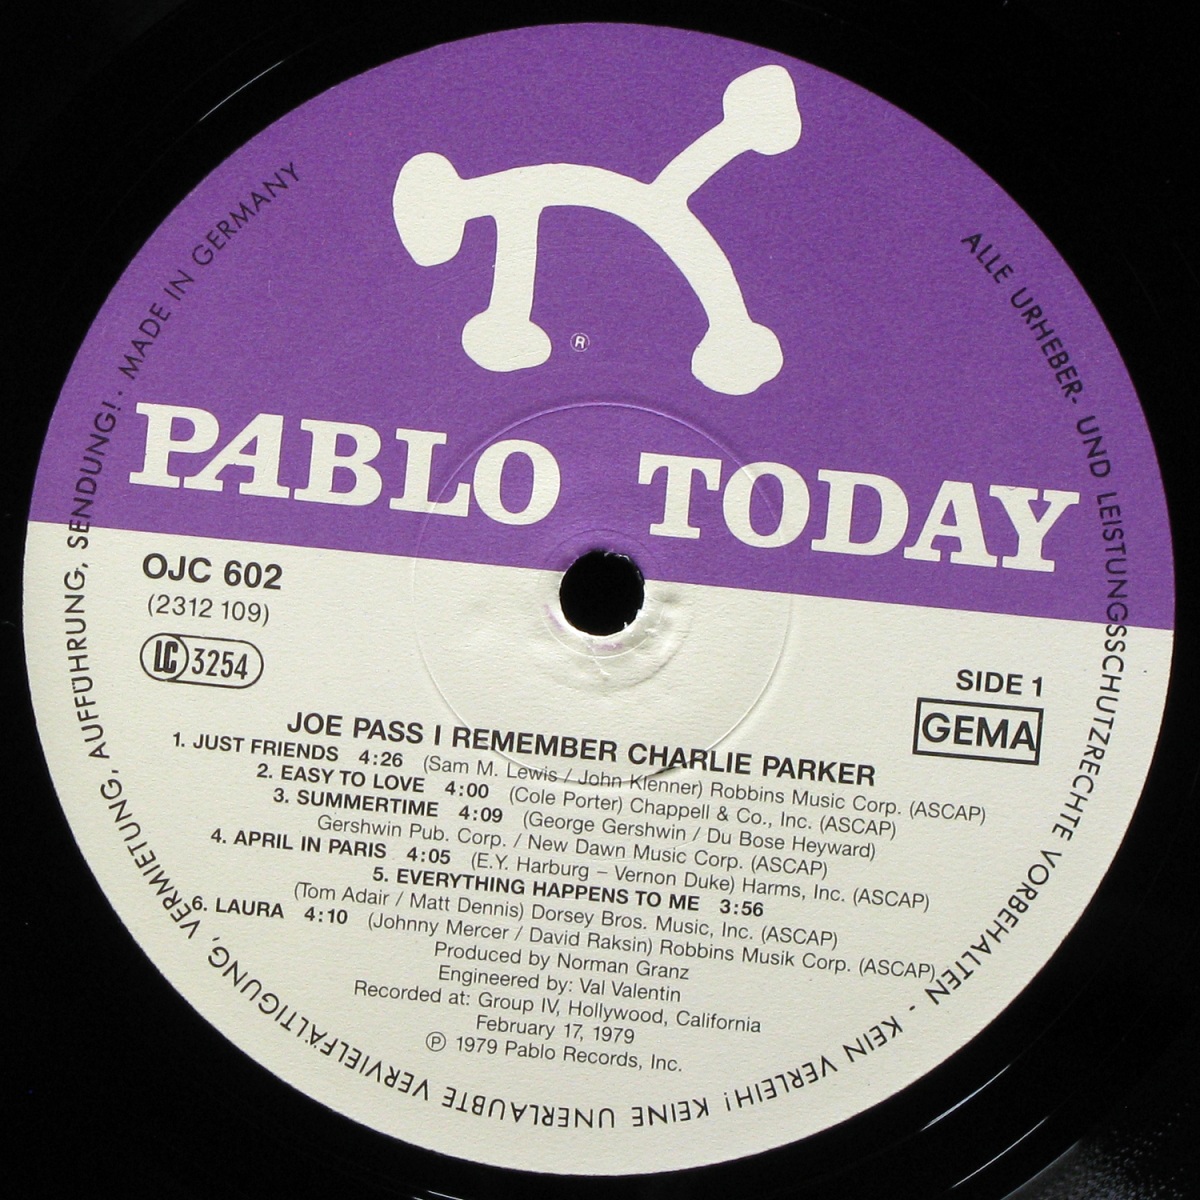 ®
PABLO TODAY
OJC 602
(2312 109)
LC 3254
SIDE 1
GEMA
JOE PASS I REMEMBER CHARLIE PARKER
1. JUST FRIENDS 4:26 (Sam M. Lewis / John Klenner) Robbins Music Corp. (ASCAP)
2. EASY TO LOVE 4:00 (Cole Porter) Chappell & Co., Inc. (ASCAP)
3. SUMMERTIME 4:09 (George Gershwin / Du Bose Heyward)
Gershwin Pub. Corp. / New Dawn Music Corp. (ASCAP)
4. APRIL IN PARIS 4:05 (E.Y. Harburg – Vernon Duke) Harms, Inc. (ASCAP)
5. EVERYTHING HAPPENS TO ME 3:56
(Tom Adair / Matt Dennis) Dorsey Bros. Music, Inc. (ASCAP)
6. LAURA 4:10 (Johnny Mercer / David Raksin) Robbins Musik Corp. (ASCAP)
Produced by Norman Granz
Engineered by: Val Valentin
Recorded at: Group IV, Hollywood, California
February 17, 1979
℗ 1979 Pablo Records, Inc.
ALLE URHEBER- UND LEISTUNGSSCHUTZRECHTE VORBEHALTEN - KEIN VERLEIH! KEINE UNERLAUBTE VERVIELFÄLTIGUNG, VERMIETUNG, AUFFÜHRUNG, SENDUNG! · MADE IN GERMANY